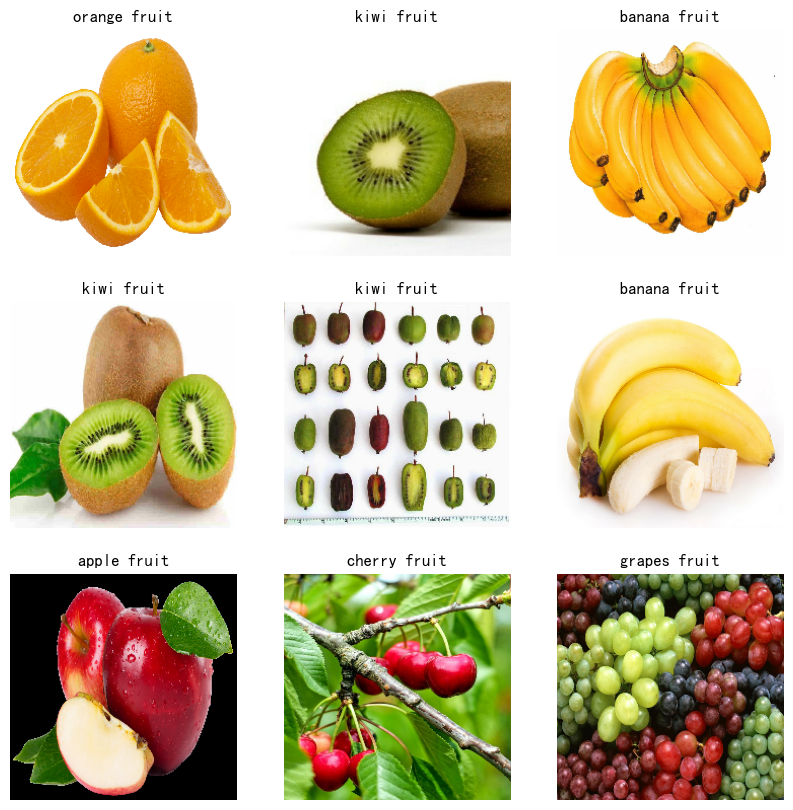 orange fruit
kiwi fruit
banana fruit
kiwi fruit
kiwi fruit
banana fruit
apple fruit
cherry fruit
grapes fruit